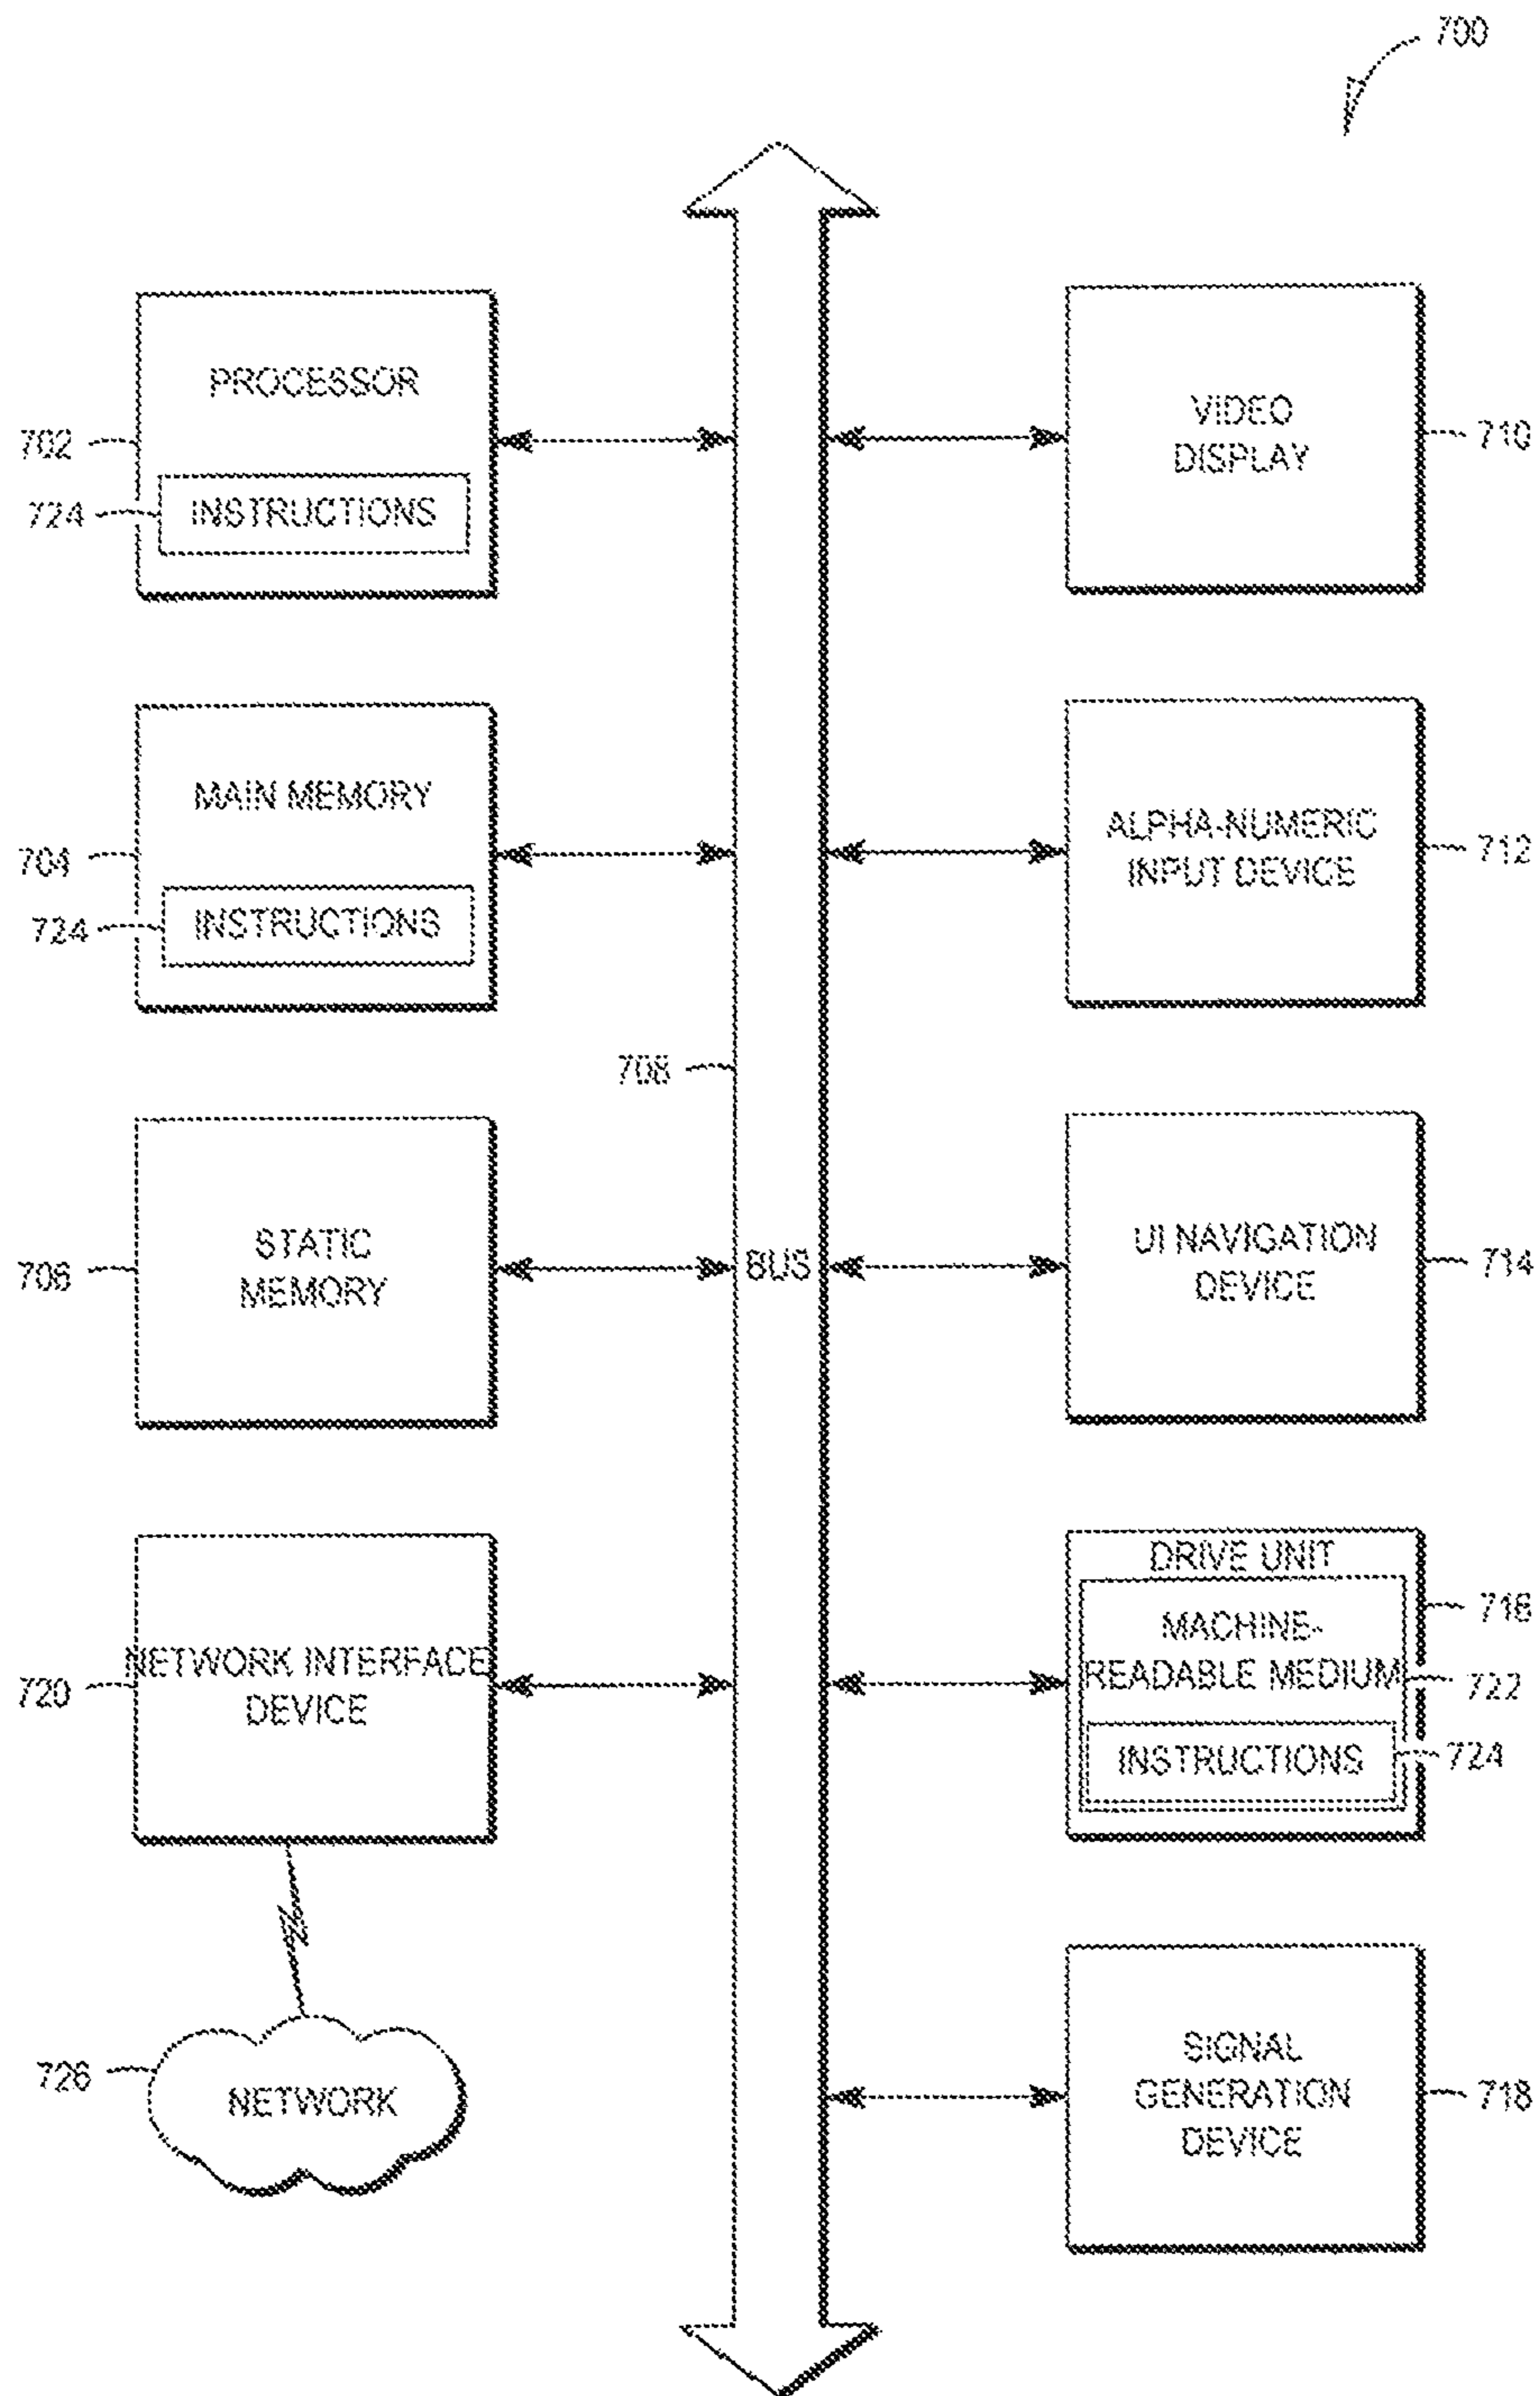 700
PROCESSOR
702
724
INSTRUCTIONS
MAIN MEMORY
704
724
INSTRUCTIONS
708
STATIC
MEMORY
706
BUS
NETWORK INTERFACE
DEVICE
720
726
NETWORK
VIDEO
DISPLAY
710
ALPHA-NUMERIC
INPUT DEVICE
712
UI NAVIGATION
DEVICE
714
DRIVE UNIT
716
MACHINE-
READABLE MEDIUM
722
INSTRUCTIONS
724
SIGNAL
GENERATION
DEVICE
718